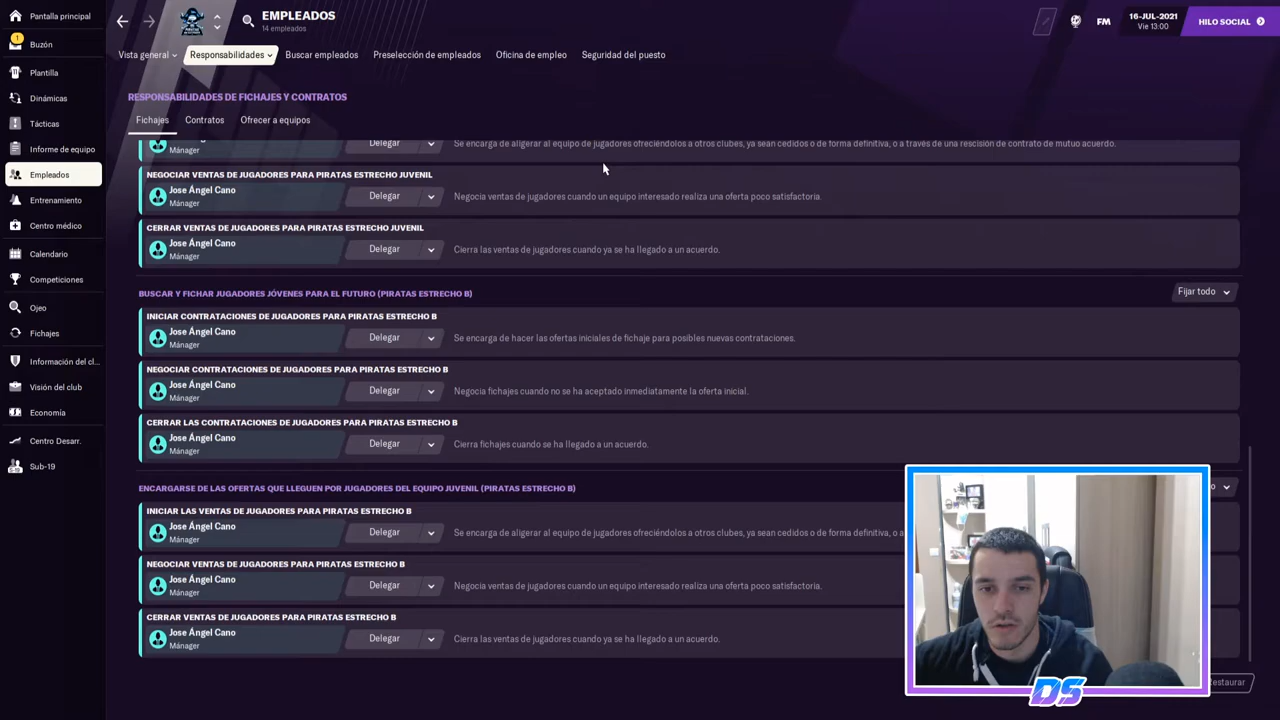 Pantalla principal
EMPLEADOS
14 empleados
FM
16-JUL-2021
Vie 13:00
HILO SOCIAL
1
Buzón
Vista general
Responsabilidades
Buscar empleados
Preselección de empleados
Oficina de empleo
Seguridad del puesto
Plantilla
Dinámicas
Tácticas
Informe de equipo
Empleados
Entrenamiento
Centro médico
Calendario
Competiciones
Ojeo
Fichajes
Información del cl...
Visión del club
Economía
Centro Desarr.
Sub-19
RESPONSABILIDADES DE FICHAJES Y CONTRATOS
Fichajes
Contratos
Ofrecer a equipos
Mánager
Delegar
Se encarga de aligerar al equipo de jugadores ofreciéndolos a otros clubes, ya sean cedidos o de forma definitiva, o a través de una rescisión de contrato de mutuo acuerdo.
NEGOCIAR VENTAS DE JUGADORES PARA PIRATAS ESTRECHO JUVENIL
Jose Ángel Cano
Mánager
Delegar
Negocia ventas de jugadores cuando un equipo interesado realiza una oferta poco satisfactoria.
CERRAR VENTAS DE JUGADORES PARA PIRATAS ESTRECHO JUVENIL
Jose Ángel Cano
Mánager
Delegar
Cierra las ventas de jugadores cuando ya se ha llegado a un acuerdo.
BUSCAR Y FICHAR JUGADORES JÓVENES PARA EL FUTURO (PIRATAS ESTRECHO B)
Fijar todo
INICIAR CONTRATACIONES DE JUGADORES PARA PIRATAS ESTRECHO B
Jose Ángel Cano
Mánager
Delegar
Se encarga de hacer las ofertas iniciales de fichaje para posibles nuevas contrataciones.
NEGOCIAR CONTRATACIONES DE JUGADORES PARA PIRATAS ESTRECHO B
Jose Ángel Cano
Mánager
Delegar
Negocia fichajes cuando no se ha aceptado inmediatamente la oferta inicial.
CERRAR LAS CONTRATACIONES DE JUGADORES PARA PIRATAS ESTRECHO B
Jose Ángel Cano
Mánager
Delegar
Cierra fichajes cuando se ha llegado a un acuerdo.
ENCARGARSE DE LAS OFERTAS QUE LLEGUEN POR JUGADORES DEL EQUIPO JUVENIL (PIRATAS ESTRECHO B)
INICIAR LAS VENTAS DE JUGADORES PARA PIRATAS ESTRECHO B
Jose Ángel Cano
Mánager
Delegar
Se encarga de aligerar al equipo de jugadores ofreciéndolos a otros clubes, ya sean cedidos o de forma definitiva, o a
NEGOCIAR VENTAS DE JUGADORES PARA PIRATAS ESTRECHO B
Jose Ángel Cano
Mánager
Delegar
Negocia ventas de jugadores cuando un equipo interesado realiza una oferta poco satisfactoria.
CERRAR VENTAS DE JUGADORES PARA PIRATAS ESTRECHO B
Jose Ángel Cano
Mánager
Delegar
Cierra las ventas de jugadores cuando ya se ha llegado a un acuerdo.
Restaurar
DS